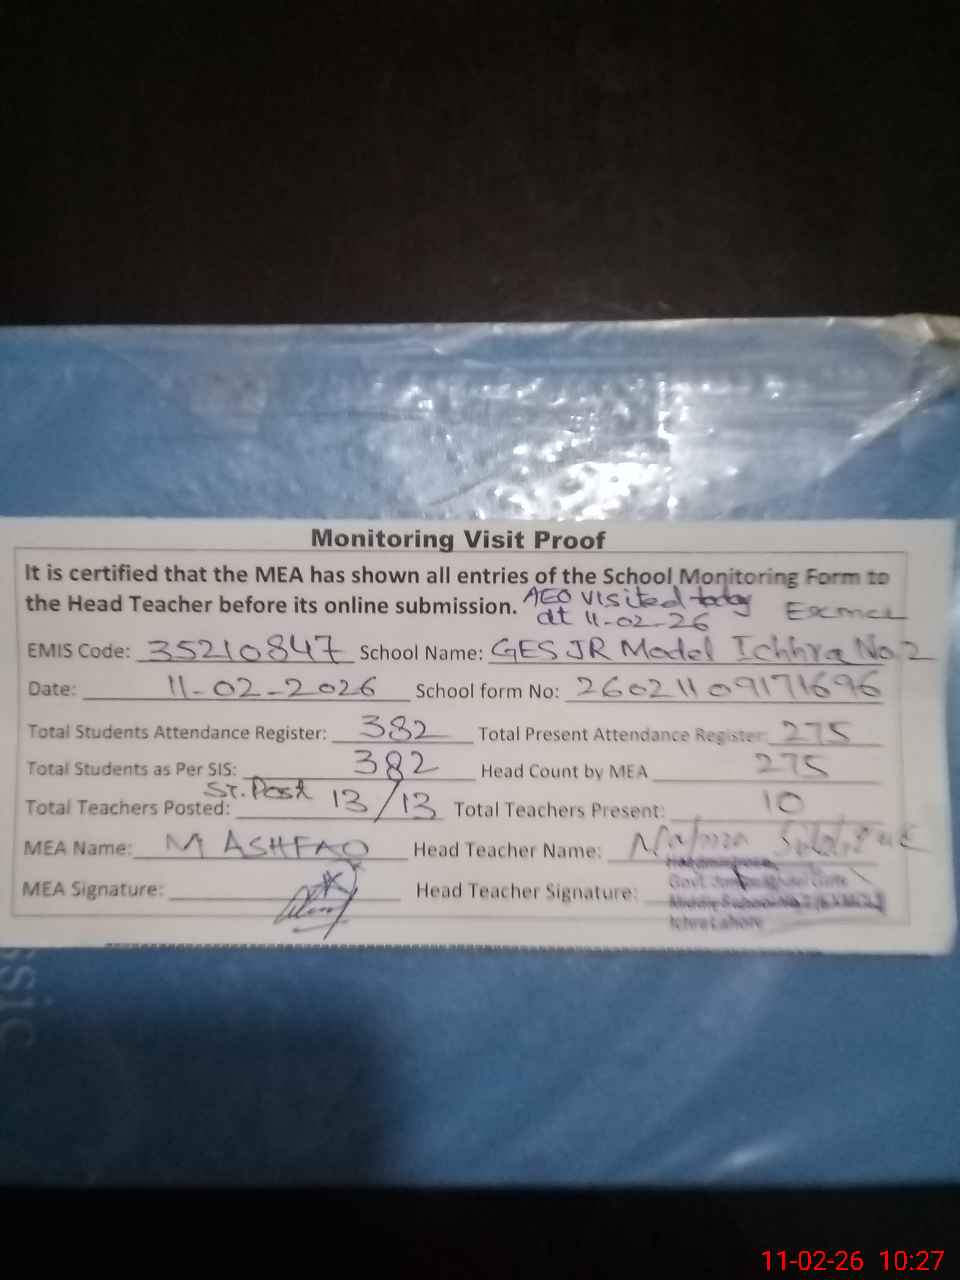 Monitoring Visit Proof
It is certified that the MEA has shown all entries of the School Monitoring Form to
the Head Teacher before its online submission. AEO visited today
at 11-02-26
EMIS Code: 35210847 School Name: GES JR Model Ichhra No.2
Date: 11-02-2026 School form No: 26021109171696
Total Students Attendance Register: 382 Total Present Attendance Register: 275
Total Students as Per SIS: 382 Head Count by MEA 275
Total Teachers Posted: ST. Post 13/13 Total Teachers Present: 10
MEA Name: M ASHFAQ Head Teacher Name:
MEA Signature: Head Teacher Signature:
Ichra Lahore
ssic
11-02-26 10:27